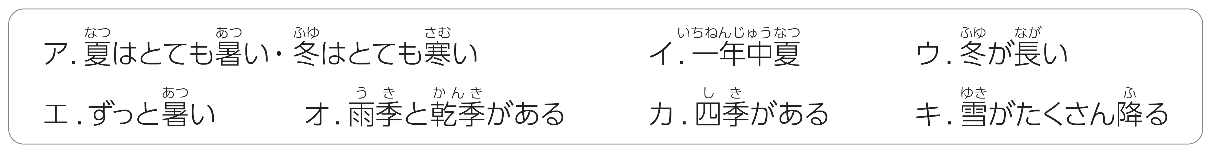 ア.夏はとても暑い・冬はとても寒い イ.一年中夏 ウ.冬が長い
エ.ずっと暑い オ.雨季と乾季がある カ.四季がある キ.雪がたくさん降る